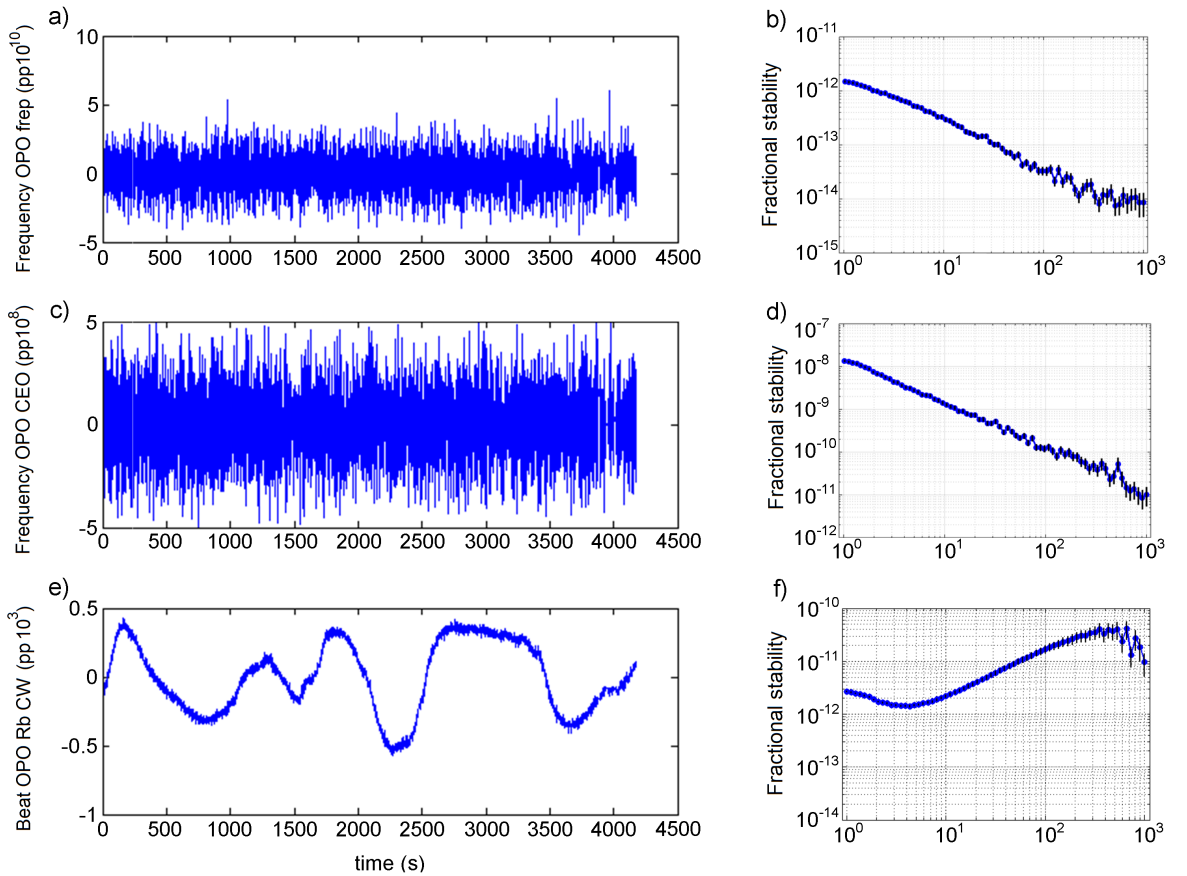 a)
Frequency OPO frep (pp10^10)
10
5
0
-5
0 500 1000 1500 2000 2500 3000 3500 4000 4500
b)
Fractional stability
10^-11
10^-12
10^-13
10^-14
10^-15
10^0 10^1 10^2 10^3
c)
Frequency OPO CEO (pp10^8)
5
0
-5
0 500 1000 1500 2000 2500 3000 3500 4000 4500
d)
Fractional stability
10^-7
10^-8
10^-9
10^-10
10^-11
10^-12
10^0 10^1 10^2 10^3
e)
Beat OPO Rb CW (pp10^3)
0.5
0
-0.5
-1
0 500 1000 1500 2000 2500 3000 3500 4000 4500
time (s)
f)
Fractional stability
10^-10
10^-11
10^-12
10^-13
10^-14
10^0 10^1 10^2 10^3